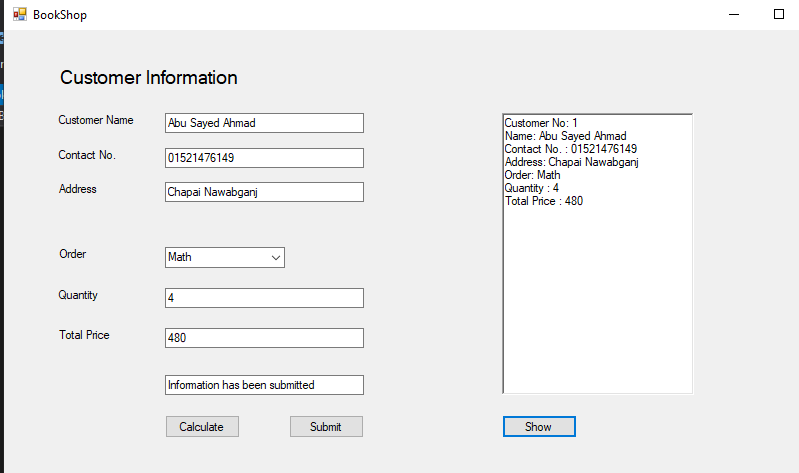 BookShop
Customer Information
Customer Name
Abu Sayed Ahmad
Contact No.
01521476149
Address
Chapai Nawabganj
Order
Math
Quantity
4
Total Price
480
Information has been submitted
Calculate
Submit
Customer No: 1
Name: Abu Sayed Ahmad
Contact No. : 01521476149
Address: Chapai Nawabganj
Order: Math
Quantity : 4
Total Price : 480
Show